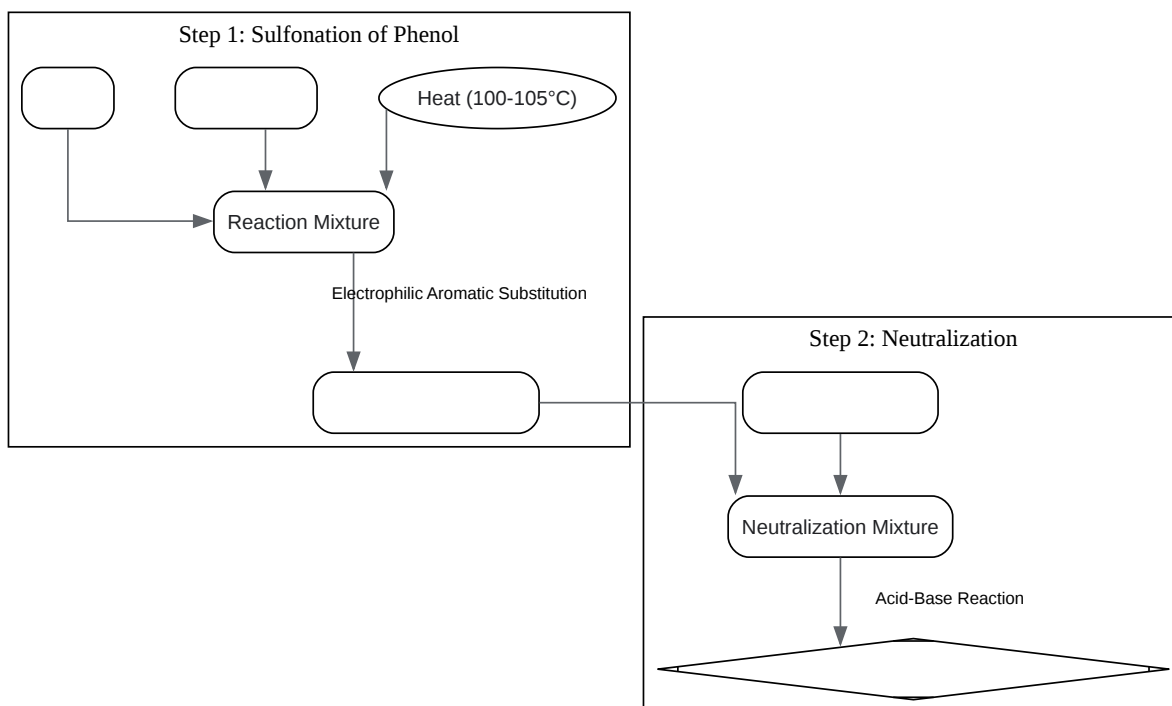 Step 1: Sulfonation of Phenol
Heat (100-105°C)
Reaction Mixture
Electrophilic Aromatic Substitution
Step 2: Neutralization
Neutralization Mixture
Acid-Base Reaction